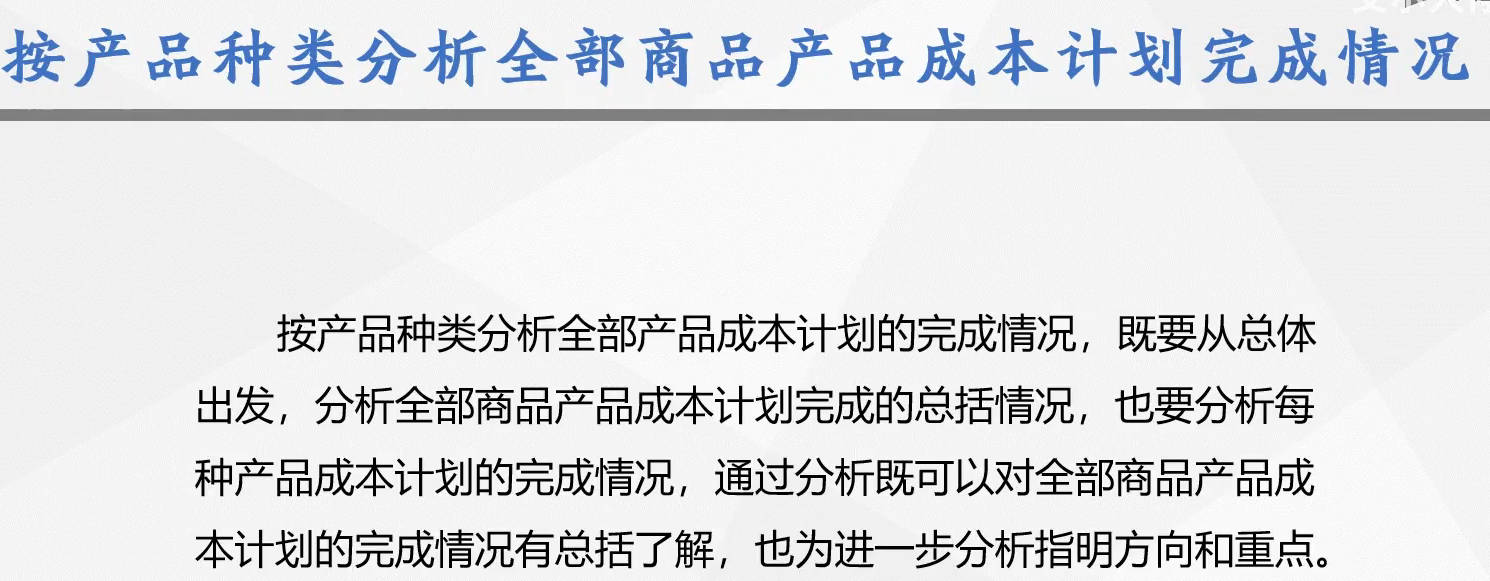 按产品种类分析全部商品产品成本计划完成情况
按产品种类分析全部产品成本计划的完成情况，既要从总体
出发，分析全部商品产品成本计划完成的总括情况，也要分析每
种产品成本计划的完成情况，通过分析既可以对全部商品产品成
本计划的完成情况有总括了解，也为进一步分析指明方向和重点。